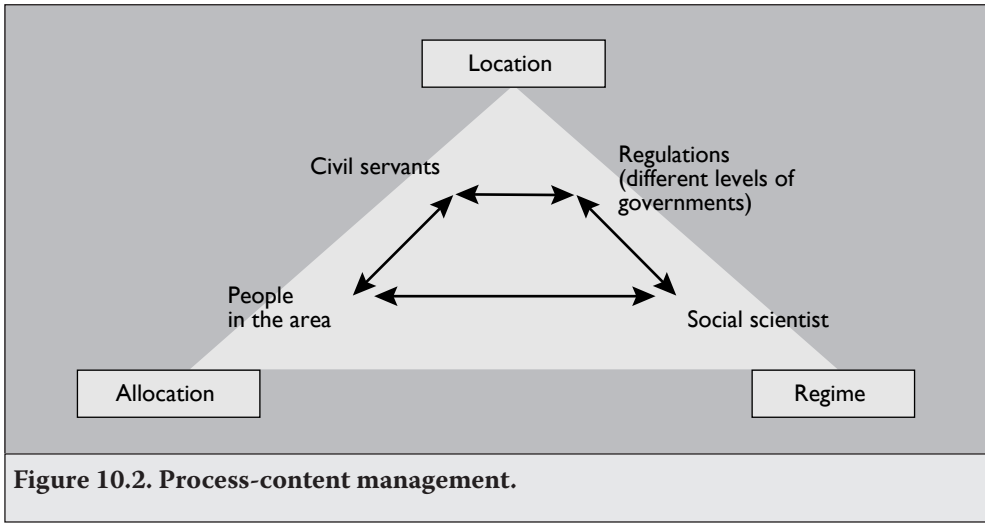 Location
Civil servants
Regulations
(different levels of
governments)
People
in the area
Social scientist
Allocation
Regime
Figure 10.2. Process-content management.